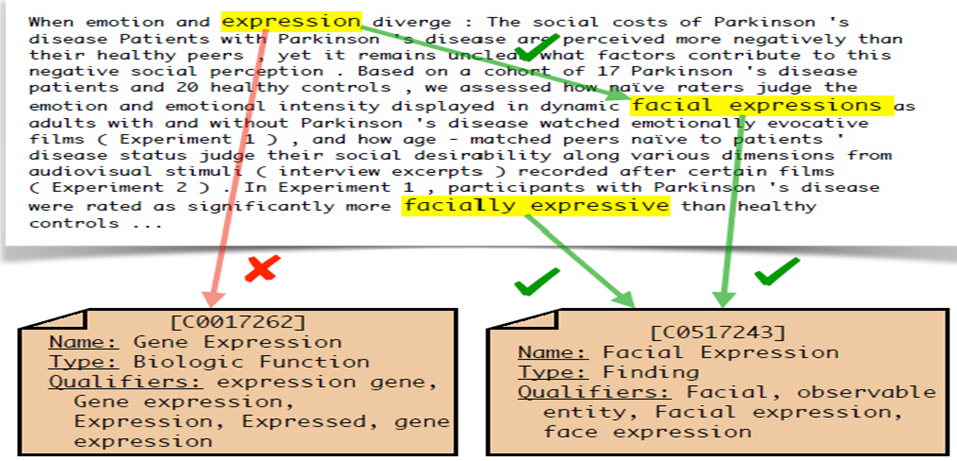 When emotion and expression diverge : The social costs of Parkinson 's
disease Patients with Parkinson 's disease are perceived more negatively than
their healthy peers , yet it remains unclear what factors contribute to this
negative social perception . Based on a cohort of 17 Parkinson 's disease
patients and 20 healthy controls , we assessed how naïve raters judge the
emotion and emotional intensity displayed in dynamic facial expressions as
adults with and without Parkinson 's disease watched emotionally evocative
films ( Experiment 1 ) , and how age - matched peers naïve to patients '
disease status judge their social desirability along various dimensions from
audiovisual stimuli ( interview excerpts ) recorded after certain films
( Experiment 2 ) . In Experiment 1 , participants with Parkinson 's disease
were rated as significantly more facially expressive than healthy
controls ...
[C0017262]
Name: Gene Expression
Type: Biologic Function
Qualifiers: expression gene,
Gene expression,
Expression, Expressed, gene
expression
[C0517243]
Name: Facial Expression
Type: Finding
Qualifiers: Facial, observable
entity, Facial expression,
face expression